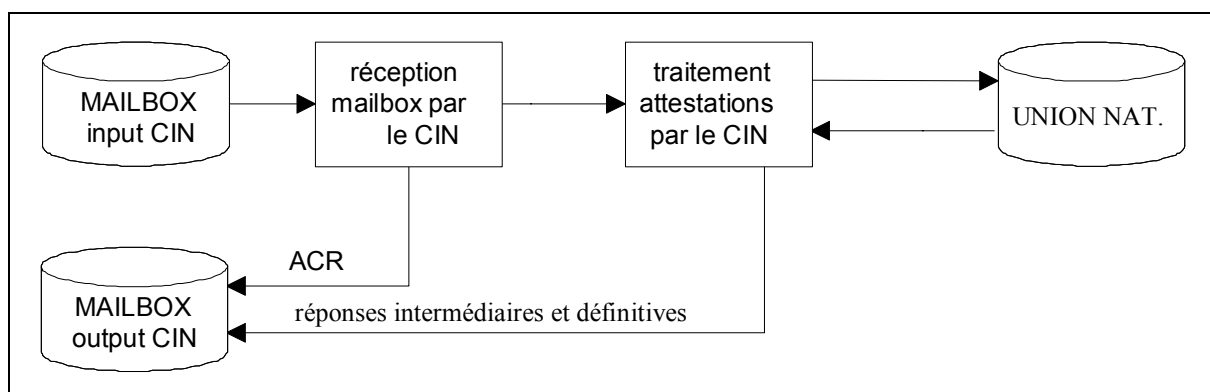 MAILBOX
input CIN
réception
mailbox par
le CIN
traitement
attestations
par le CIN
UNION NAT.
ACR
MAILBOX
output CIN
réponses intermédiaires et définitives